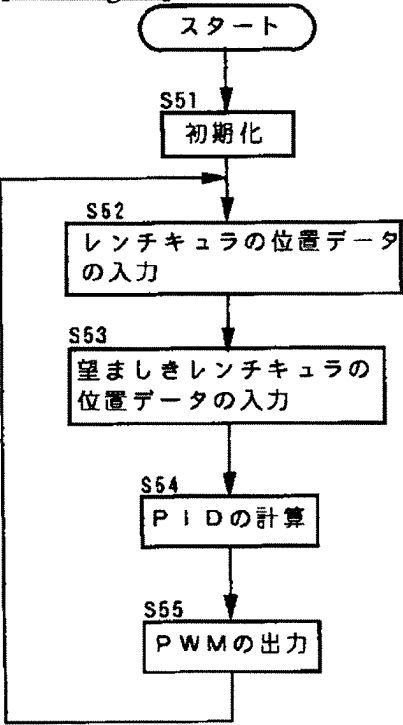 スタート
S51
初期化
S52
レンチキュラの位置データ
の入力
S53
望ましきレンチキュラの
位置データの入力
S54
PIDの計算
S55
PWMの出力